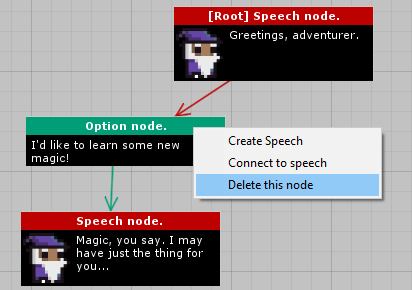 [Root] Speech node.
Greetings, adventurer.
Option node.
I'd like to learn some new
magic!
Create Speech
Connect to speech
Delete this node
Speech node.
Magic, you say. I may
have just the thing for
you...